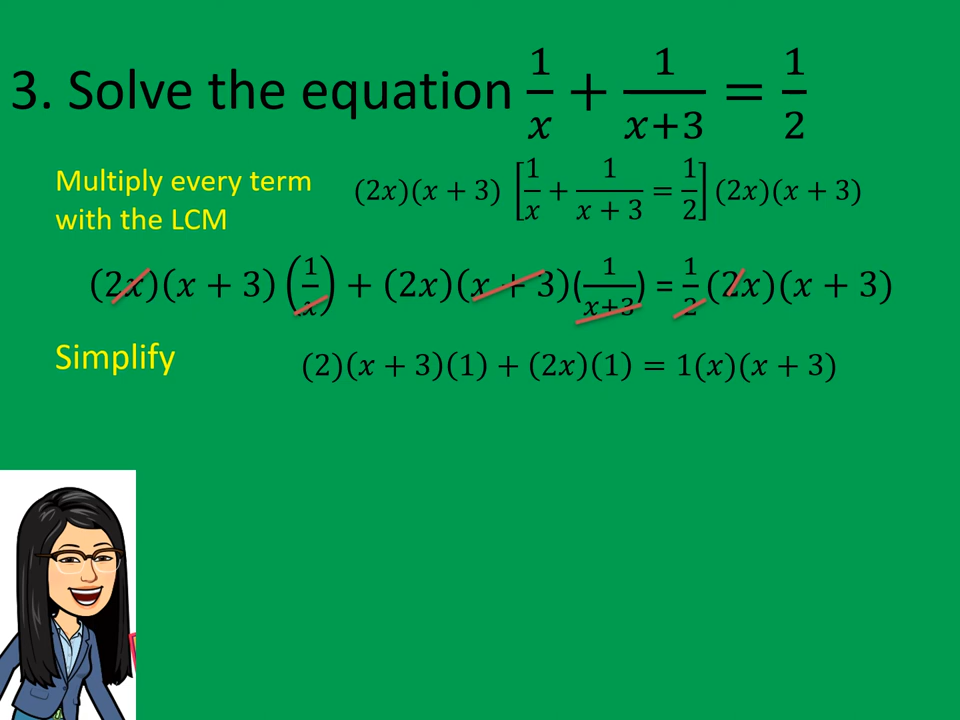 3. Solve the equation 1/x + 1/(x+3) = 1/2
Multiply every term
with the LCM
(2x)(x + 3) [1/x + 1/(x + 3) = 1/2] (2x)(x + 3)
(2x)(x + 3)(1/x) + (2x)(x + 3)(1/(x+3)) = 1/2 (2x)(x + 3)
Simplify
(2)(x + 3)(1) + (2x)(1) = 1(x)(x + 3)